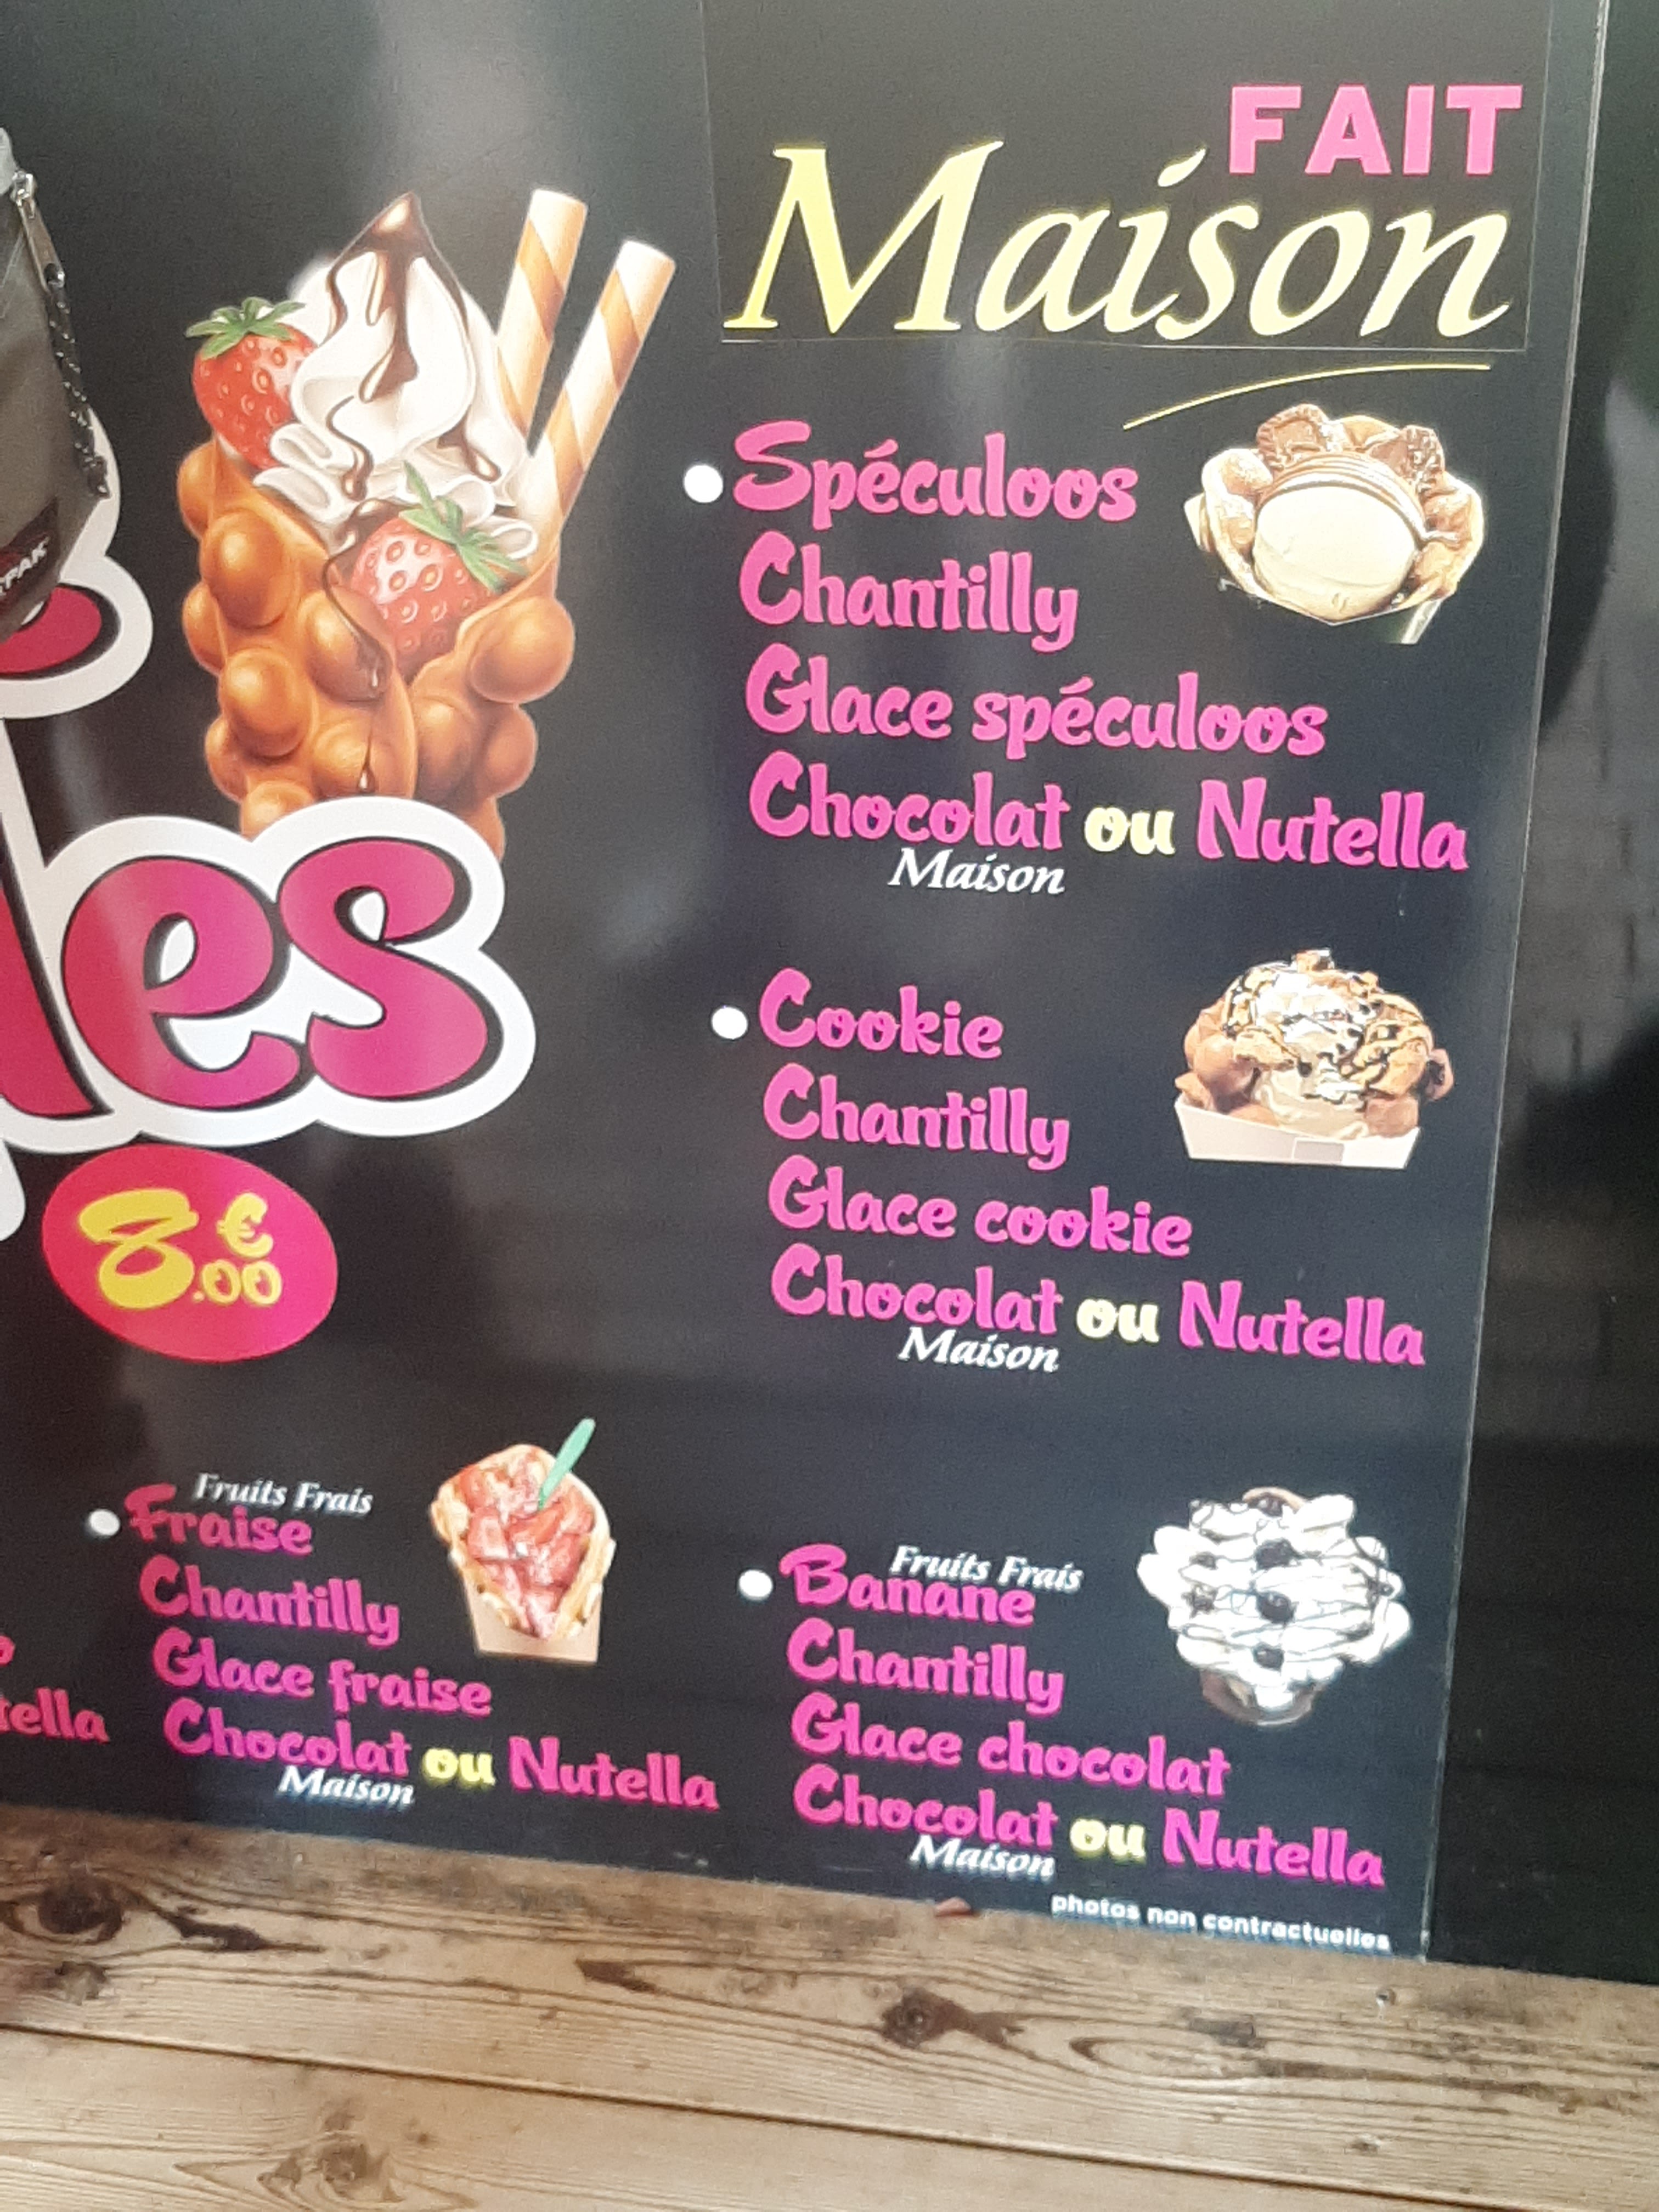 FAIT
Maison
Spéculoos
Chantilly
Glace spéculoos
Chocolat ou Nutella
Maison
Cookie
Chantilly
Glace cookie
Chocolat ou Nutella
Maison
8.00 €
Fruits Frais
Fraise
Chantilly
Glace fraise
Chocolat ou Nutella
Maison
Fruits Frais
Banane
Chantilly
Glace chocolat
Chocolat ou Nutella
Maison
photos non contractuelles